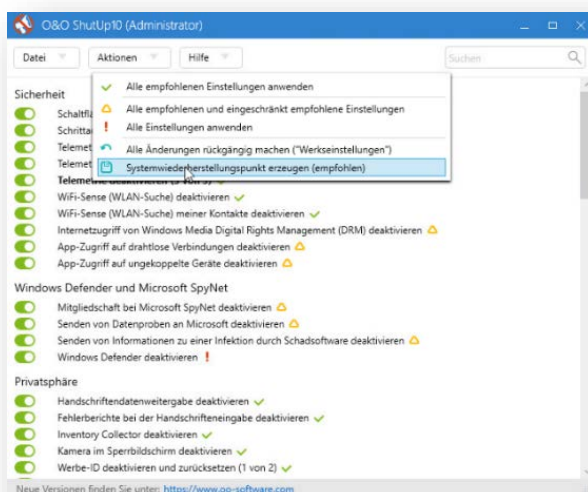 O&O ShutUp10 (Administrator)
Datei Aktionen Hilfe Suchen
Alle empfohlenen Einstellungen anwenden
Alle empfohlenen und eingeschränkt empfohlene Einstellungen
Alle Einstellungen anwenden
Alle Änderungen rückgängig machen ("Werkseinstellungen")
Systemwiederherstellungspunkt erzeugen (empfohlen)
Sicherheit
Telemetrie deaktivieren (3 von 3)
WiFi-Sense (WLAN-Suche) deaktivieren
WiFi-Sense (WLAN-Suche) meiner Kontakte deaktivieren
Internetzugriff von Windows Media Digital Rights Management (DRM) deaktivieren
App-Zugriff auf drahtlose Verbindungen deaktivieren
App-Zugriff auf ungekoppelte Geräte deaktivieren
Windows Defender und Microsoft SpyNet
Mitgliedschaft bei Microsoft SpyNet deaktivieren
Senden von Datenproben an Microsoft deaktivieren
Senden von Informationen zu einer Infektion durch Schadsoftware deaktivieren
Windows Defender deaktivieren
Privatsphäre
Handschriftendatenweitergabe deaktivieren
Fehlerberichte bei der Handschrifteneingabe deaktivieren
Inventory Collector deaktivieren
Kamera im Sperrbildschirm deaktivieren
Werbe-ID deaktivieren und zurücksetzen (1 von 2)
Neue Versionen finden Sie unter: https://www.oo-software.com